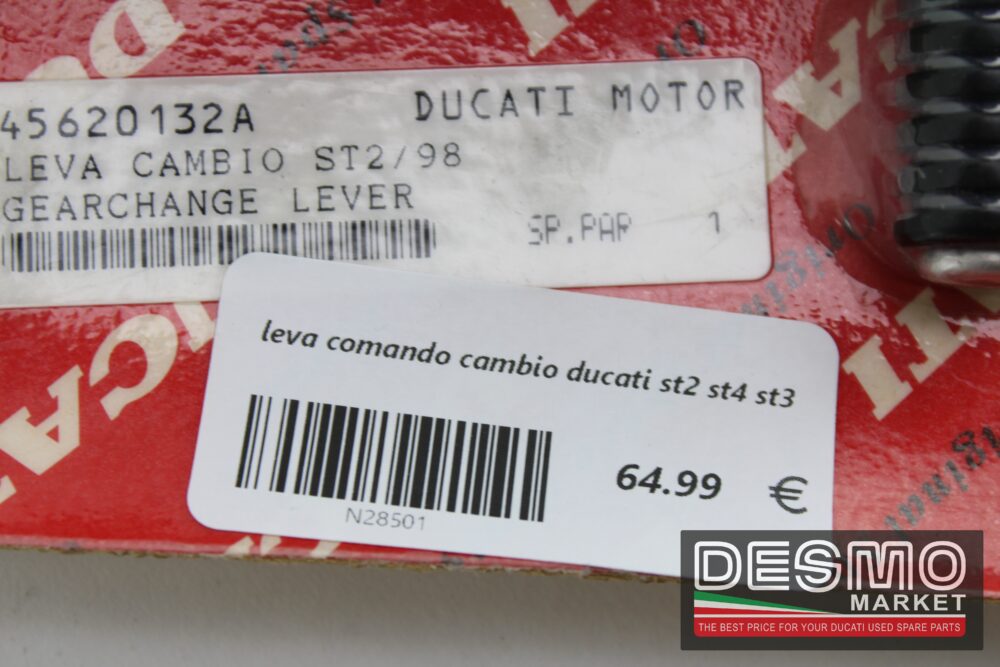 45620132A DUCATI MOTOR
LEVA CAMBIO ST2/98
GEARCHANGE LEVER
SP.PAR 1
leva comando cambio ducati st2 st4 st3
64.99 €
N28501
DESMO
MARKET
THE BEST PRICE FOR YOUR DUCATI USED SPARE PARTS